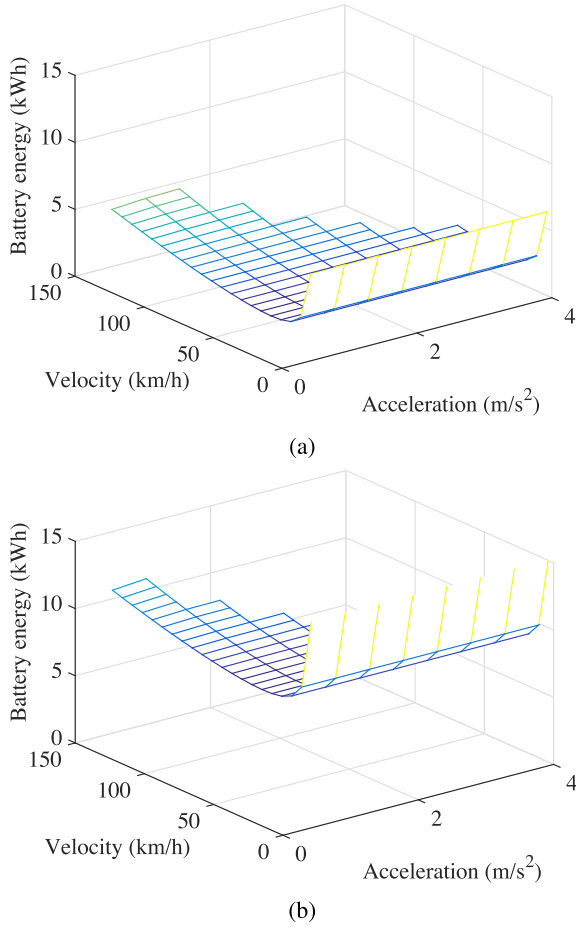 15
10
5
0
Battery energy (kWh)
150
100
50
0
Velocity (km/h)
0
2
4
Acceleration (m/s²)
(a)
15
10
5
0
Battery energy (kWh)
150
100
50
0
Velocity (km/h)
0
2
4
Acceleration (m/s²)
(b)